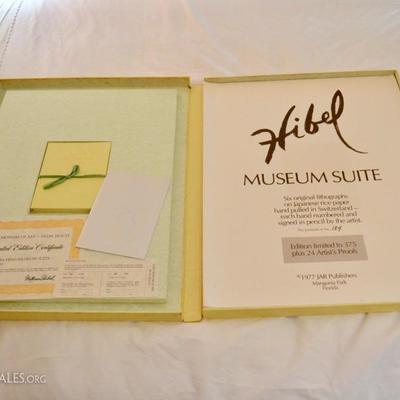 Limited Edition Certificate
Hibel
MUSEUM SUITE
Six original lithographs
on Japanese rice paper
hand pulled in Switzerland—
each hand numbered and
signed in pencil by the artist.
Edition limited to 375
plus 24 Artist's Proofs
©1977 JAR Publishers
Mangonia Park
Florida
ALES.ORG